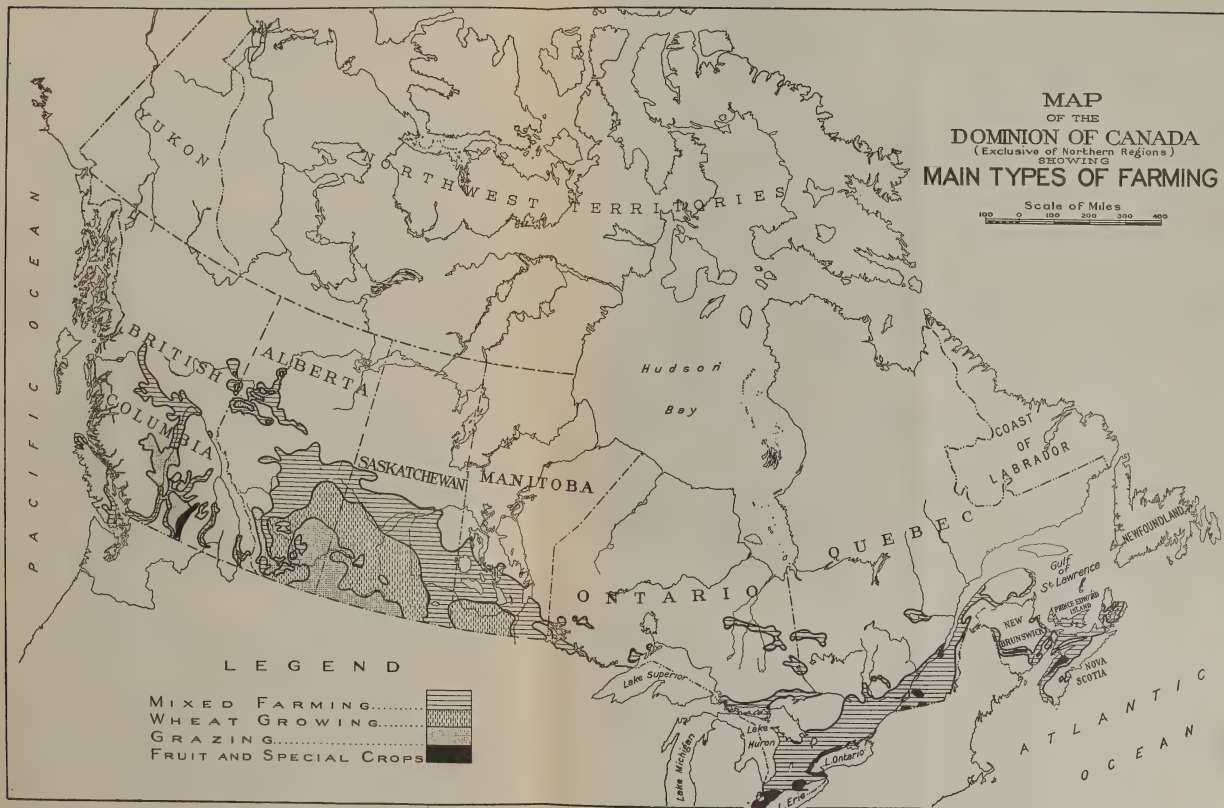 MAP
OF THE
DOMINION OF CANADA
(Exclusive of Northern Regions)
SHOWING
MAIN TYPES OF FARMING
Scale of Miles
100 0 100 200 300 400
YUKON
NORTHWEST TERRITORIES
PACIFIC OCEAN
BRITISH COLUMBIA
ALBERTA
SASKATCHEWAN
MANITOBA
Hudson
Bay
ONTARIO
QUEBEC
COAST
OF
LABRADOR
NEWFOUNDLAND
Gulf
of
St Lawrence
PRINCE EDWARD
ISLAND
NEW
BRUNSWICK
NOVA
SCOTIA
Lake Superior
Lake Michigan
Lake
Huron
L. Ontario
L. Erie
ATLANTIC
OCEAN
LEGEND
MIXED FARMING
WHEAT GROWING
GRAZING
FRUIT AND SPECIAL CROPS